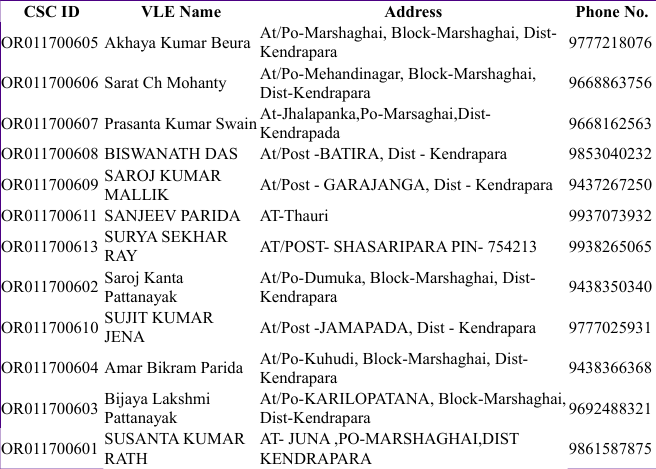 CSC ID VLE Name Address Phone No.
OR011700605 Akhaya Kumar Beura At/Po-Marshaghai, Block-Marshaghai, Dist-
Kendrapara 9777218076
OR011700606 Sarat Ch Mohanty At/Po-Mehandinagar, Block-Marshaghai,
Dist-Kendrapara 9668863756
OR011700607 Prasanta Kumar Swain At-Jhalapanka,Po-Marsaghai,Dist-
Kendrapada 9668162563
OR011700608 BISWANATH DAS At/Post -BATIRA, Dist - Kendrapara 9853040232
OR011700609 SAROJ KUMAR
MALLIK At/Post - GARAJANGA, Dist - Kendrapara 9437267250
OR011700611 SANJEEV PARIDA AT-Thauri 9937073932
OR011700613 SURYA SEKHAR
RAY AT/POST- SHASARIPARA PIN- 754213 9938265065
OR011700602 Saroj Kanta
Pattanayak At/Po-Dumuka, Block-Marshaghai, Dist-
Kendrapara 9438350340
OR011700610 SUJIT KUMAR
JENA At/Post -JAMAPADA, Dist - Kendrapara 9777025931
OR011700604 Amar Bikram Parida At/Po-Kuhudi, Block-Marshaghai, Dist-
Kendrapara 9438366368
OR011700603 Bijaya Lakshmi
Pattanayak At/Po-KARILOPATANA, Block-Marshaghai,
Dist-Kendrapara 9692488321
OR011700601 SUSANTA KUMAR
RATH AT- JUNA ,PO-MARSHAGHAI,DIST
KENDRAPARA 9861587875